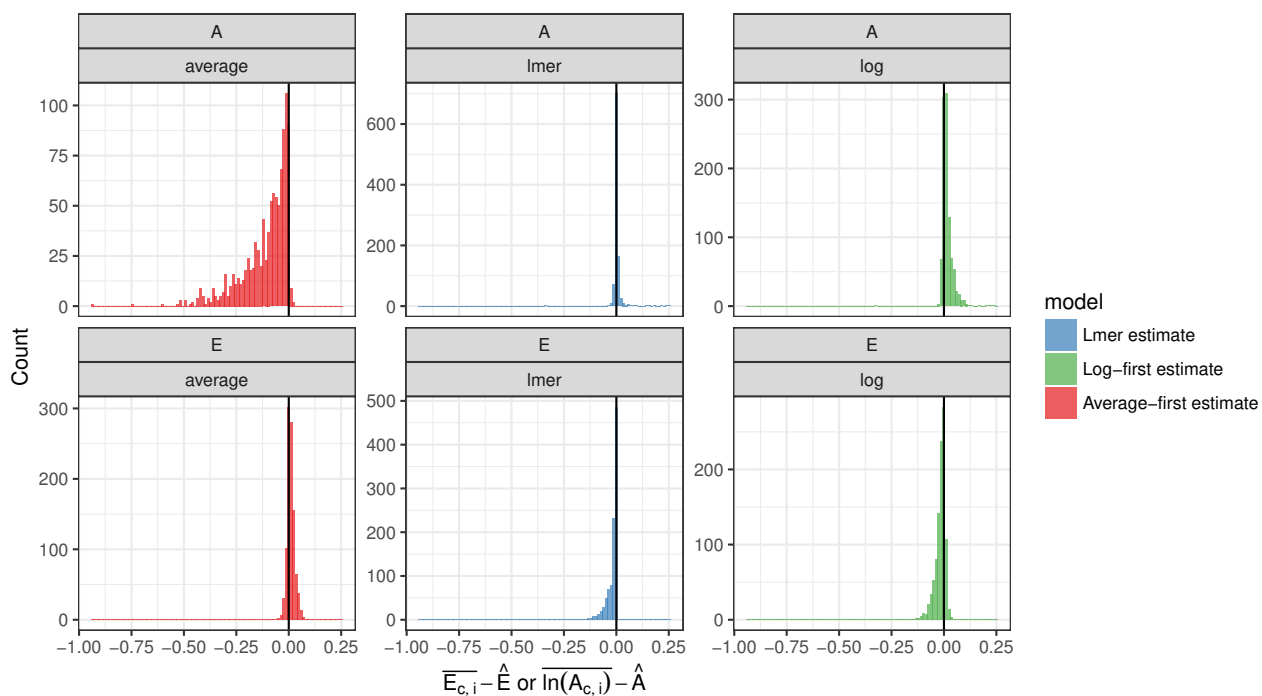 A A A
average lmer log
100
75
50
25
0
600
400
200
0
300
200
100
0
Count
E E E
average lmer log
300
200
100
0
500
400
300
200
100
0
200
100
0
−1.00 −0.75 −0.50 −0.25 0.00 0.25 −1.00 −0.75 −0.50 −0.25 0.00 0.25 −1.00 −0.75 −0.50 −0.25 0.00 0.25
E̅c, i − Ê or l̅n̅(̅A̅c, i)̅ − Â
model
Lmer estimate
Log−first estimate
Average−first estimate